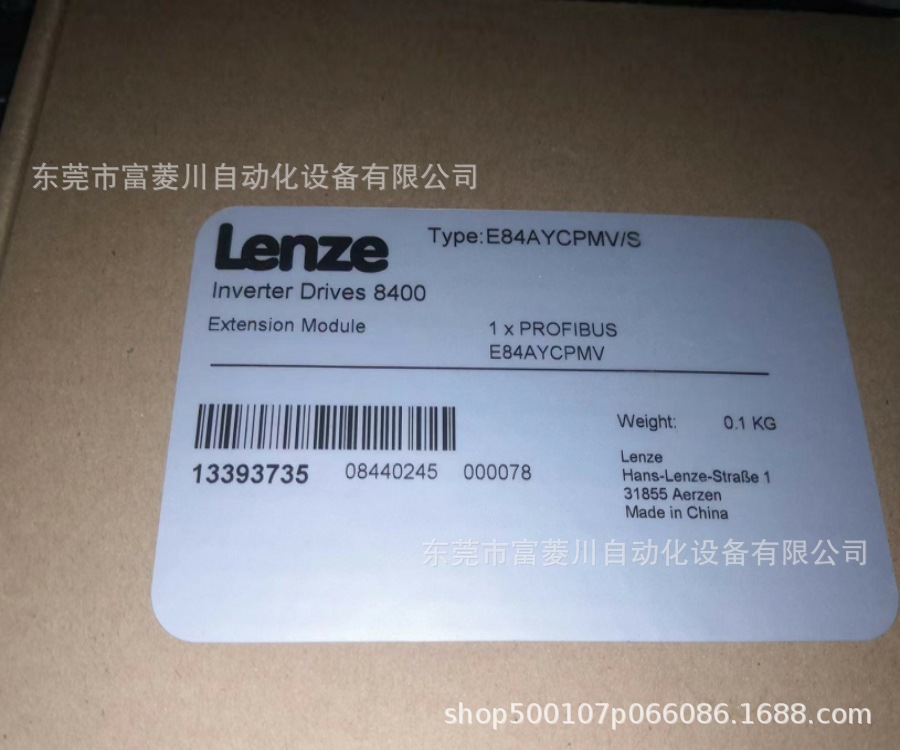 东莞市富菱川自动化设备有限公司
Lenze
Type:E84AYCPMV/S
Inverter Drives 8400
Extension Module
1 x PROFIBUS
E84AYCPMV
Weight: 0.1 KG
13393735 08440245 000078
Lenze
Hans-Lenze-Straße 1
31855 Aerzen
Made in China
东莞市富菱川自动化设备有限公司
shop500107p066086.1688.com